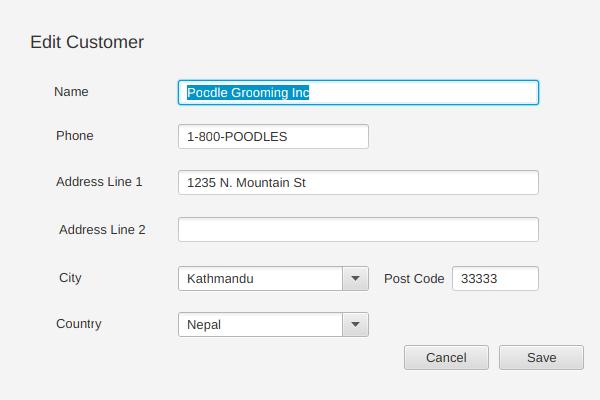 Edit Customer
Name Poodle Grooming Inc
Phone 1-800-POODLES
Address Line 1 1235 N. Mountain St
Address Line 2
City Kathmandu Post Code 33333
Country Nepal
Cancel Save